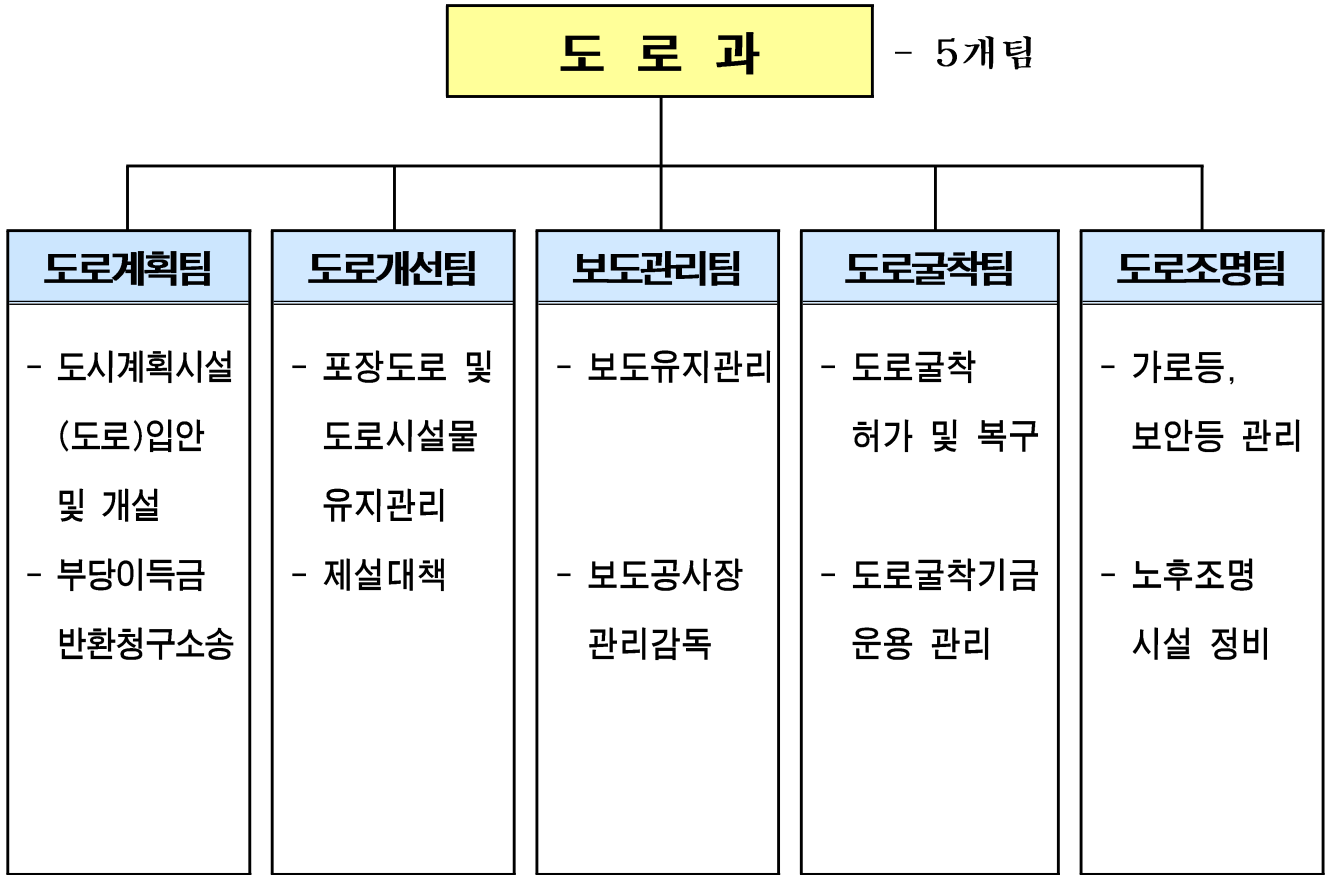 도 로 과 - 5개팀
도로계획팀
- 도시계획시설
(도로)입안
및 개설
- 부당이득금
반환청구소송
도로개선팀
- 포장도로 및
도로시설물
유지관리
- 제설대책
보도관리팀
- 보도유지관리
- 보도공사장
관리감독
도로굴착팀
- 도로굴착
허가 및 복구
- 도로굴착기금
운용 관리
도로조명팀
- 가로등,
보안등 관리
- 노후조명
시설 정비